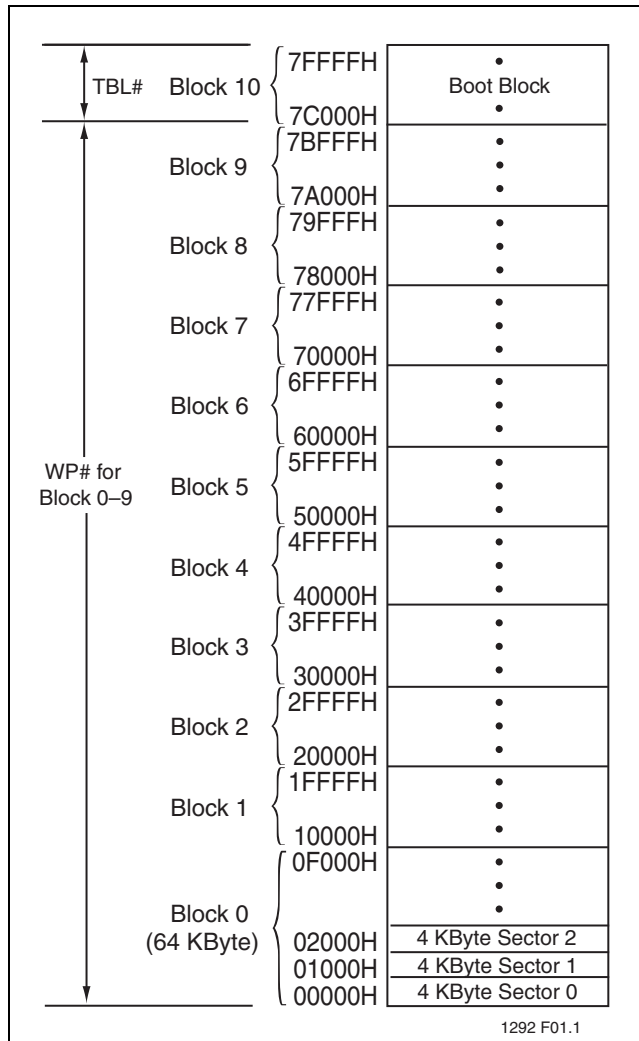 7FFFFH
TBL# Block 10 Boot Block
7C000H
7BFFFH
Block 9
7A000H
79FFFH
Block 8
78000H
77FFFH
Block 7
70000H
6FFFFH
Block 6
60000H
5FFFFH
WP# for
Block 0–9
Block 5
50000H
4FFFFH
Block 4
40000H
3FFFFH
Block 3
30000H
2FFFFH
Block 2
20000H
1FFFFH
Block 1
10000H
0F000H
Block 0
(64 KByte)
02000H 4 KByte Sector 2
01000H 4 KByte Sector 1
00000H 4 KByte Sector 0
1292 F01.1